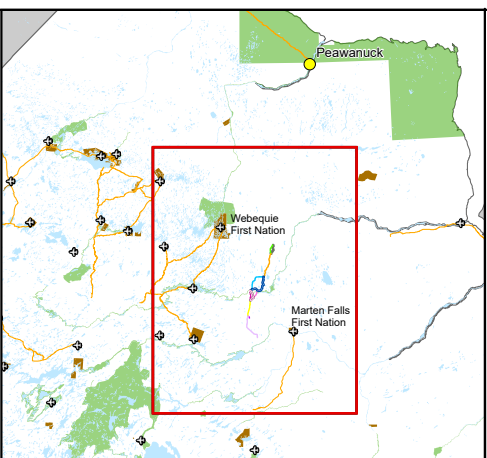 Peawanuck
Webequie
First Nation
Marten Falls
First Nation